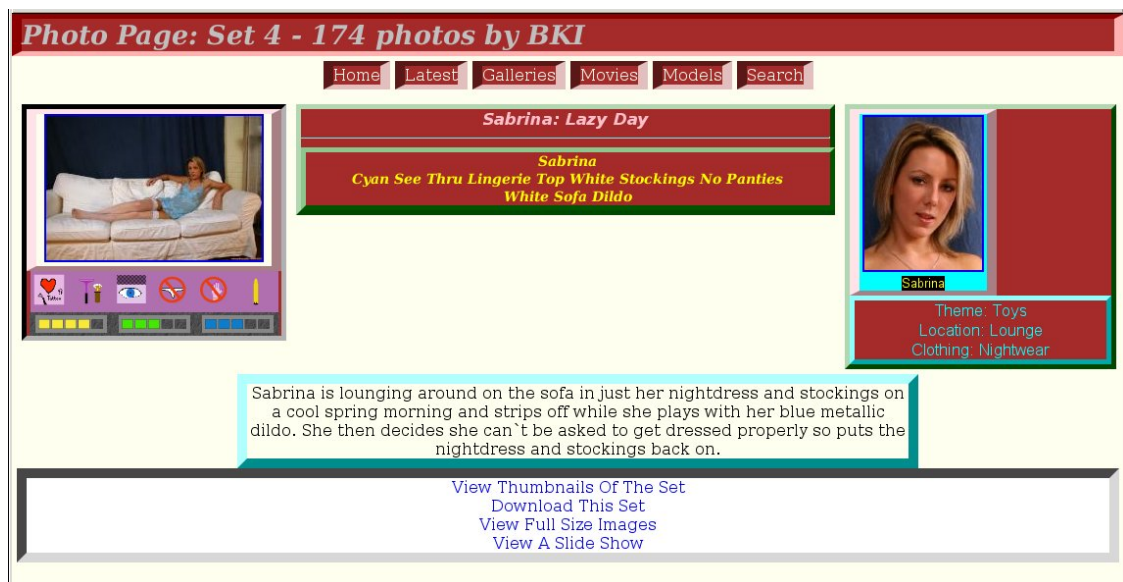 Photo Page: Set 4 - 174 photos by BKI
Home Latest Galleries Movies Models Search
Sabrina: Lazy Day
Sabrina
Cyan See Thru Lingerie Top White Stockings No Panties
White Sofa Dildo
Tattoo
Sabrina
Theme: Toys
Location: Lounge
Clothing: Nightwear
Sabrina is lounging around on the sofa in just her nightdress and stockings on
a cool spring morning and strips off while she plays with her blue metallic
dildo. She then decides she can`t be asked to get dressed properly so puts the
nightdress and stockings back on.
View Thumbnails Of The Set
Download This Set
View Full Size Images
View A Slide Show